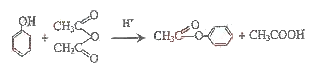 OH
CH₃C O
+ O H⁺ CH₃C O + CH₃COOH
CH₃C O O
O